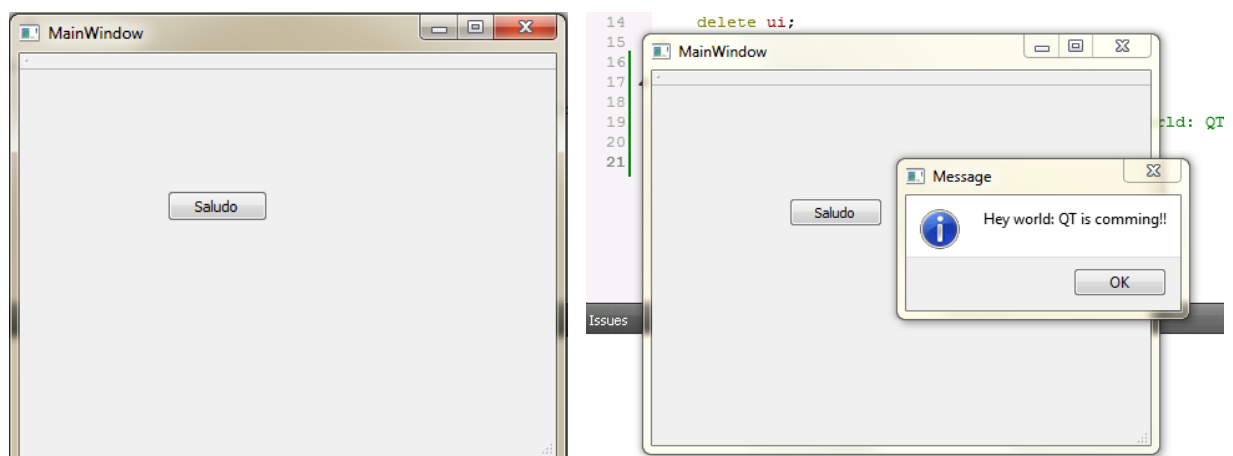 MainWindow
Saludo
14 delete ui;
15
16
17
18
19 rld: QT
20
21
MainWindow
Saludo
Message
Hey world: QT is comming!!
OK
Issues